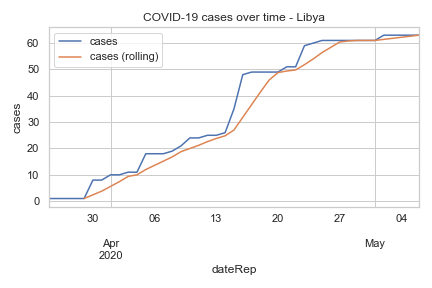 COVID-19 cases over time - Libya
cases
cases (rolling)
60
50
40
30
20
10
0
cases
30 06 13 20 27 04
Apr May
2020
dateRep